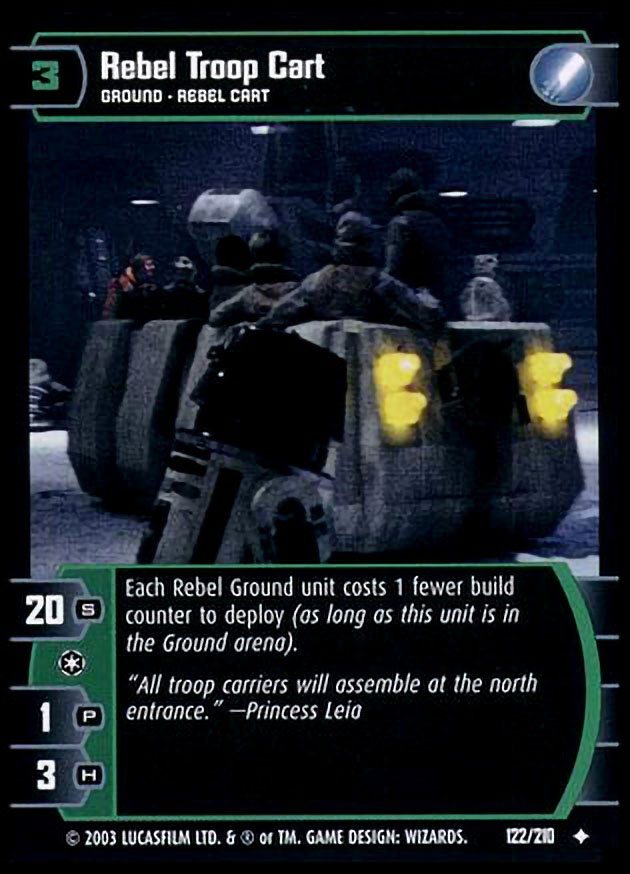 3
Rebel Troop Cart
GROUND · REBEL CART
20 S
1 P
3 H
Each Rebel Ground unit costs 1 fewer build
counter to deploy (as long as this unit is in
the Ground arena).
“All troop carriers will assemble at the north
entrance.” —Princess Leia
© 2003 LUCASFILM LTD. & ® or TM. GAME DESIGN: WIZARDS.
122/210